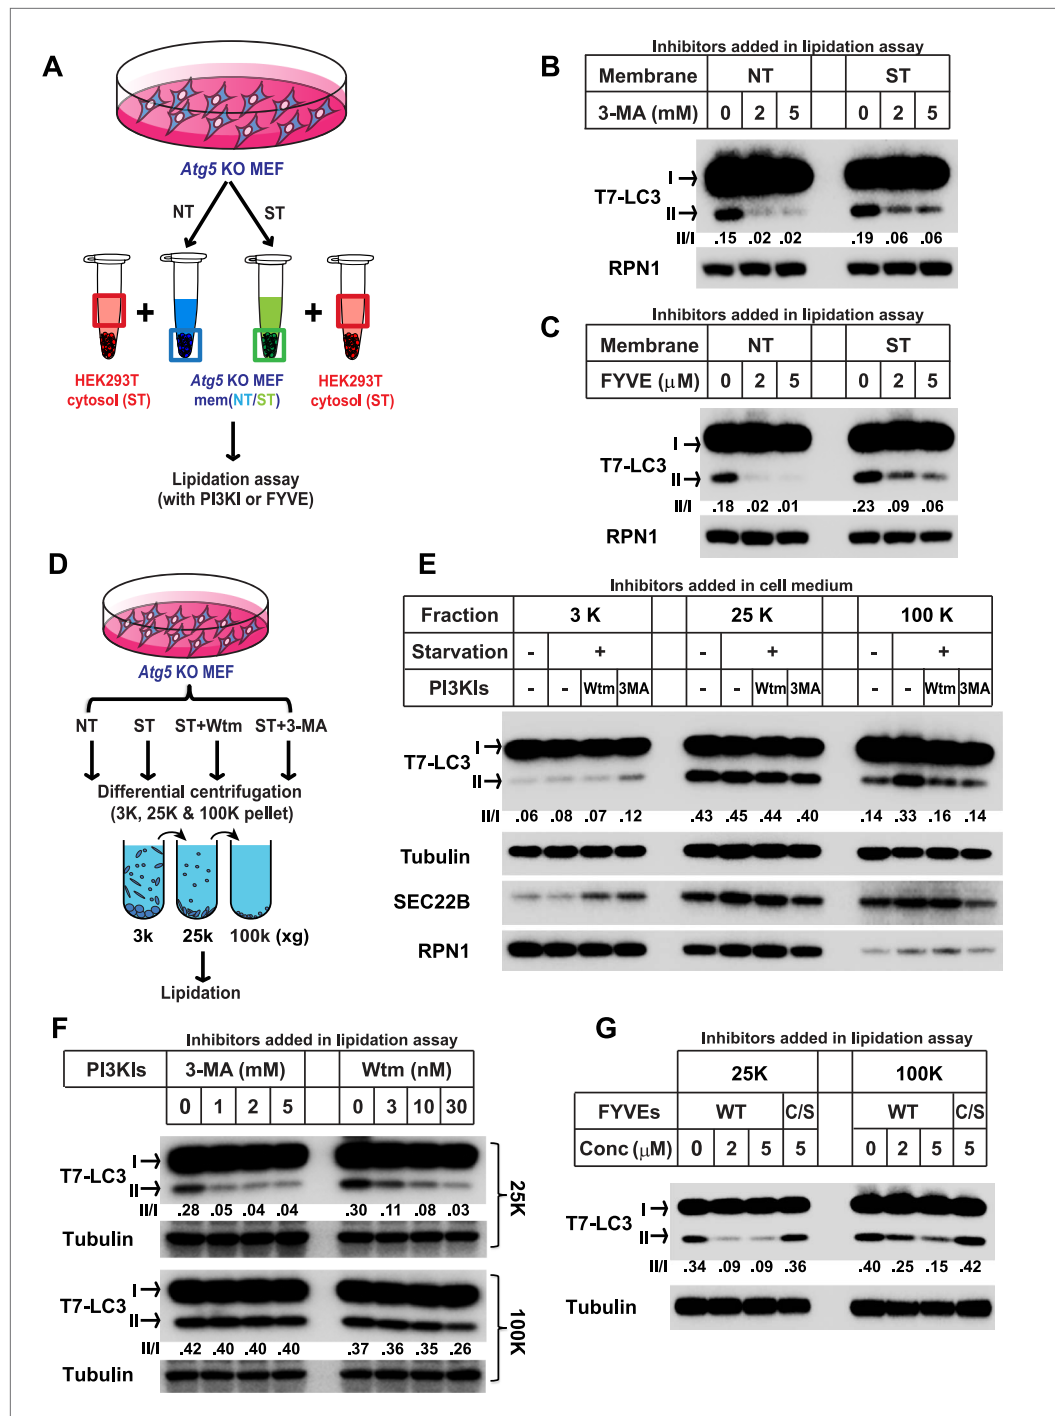 A
Atg5 KO MEF
NT
ST
+
+
HEK293T
cytosol (ST)
Atg5 KO MEF
mem(NT/ST)
HEK293T
cytosol (ST)
Lipidation assay
(with PI3KI or FYVE)
B
Inhibitors added in lipidation assay
Membrane NT ST
3-MA (mM) 0 2 5 0 2 5
T7-LC3
I
II
II/I .15 .02 .02 .19 .06 .06
RPN1
C
Inhibitors added in lipidation assay
Membrane NT ST
FYVE (μM) 0 2 5 0 2 5
I
T7-LC3
II
II/I .18 .02 .01 .23 .09 .06
RPN1
D
Atg5 KO MEF
NT ST ST+Wtm ST+3-MA
Differential centrifugation
(3K, 25K & 100K pellet)
3k 25k 100k (xg)
Lipidation
E
Inhibitors added in cell medium
Fraction 3 K 25 K 100 K
Starvation - + - + - +
PI3KIs - - Wtm 3MA - - Wtm 3MA - - Wtm 3MA
I
T7-LC3
II
II/I .06 .08 .07 .12 .43 .45 .44 .40 .14 .33 .16 .14
Tubulin
SEC22B
RPN1
F
Inhibitors added in lipidation assay
PI3KIs 3-MA (mM) Wtm (nM)
0 1 2 5 0 3 10 30
I
T7-LC3
II
II/I .28 .05 .04 .04 .30 .11 .08 .03
Tubulin
25K
I
T7-LC3
II
II/I .42 .40 .40 .40 .37 .36 .35 .26
Tubulin
100K
G
Inhibitors added in lipidation assay
25K 100K
FYVEs WT C/S WT C/S
Conc (μM) 0 2 5 5 0 2 5 5
I
T7-LC3
II
II/I .34 .09 .09 .36 .40 .25 .15 .42
Tubulin